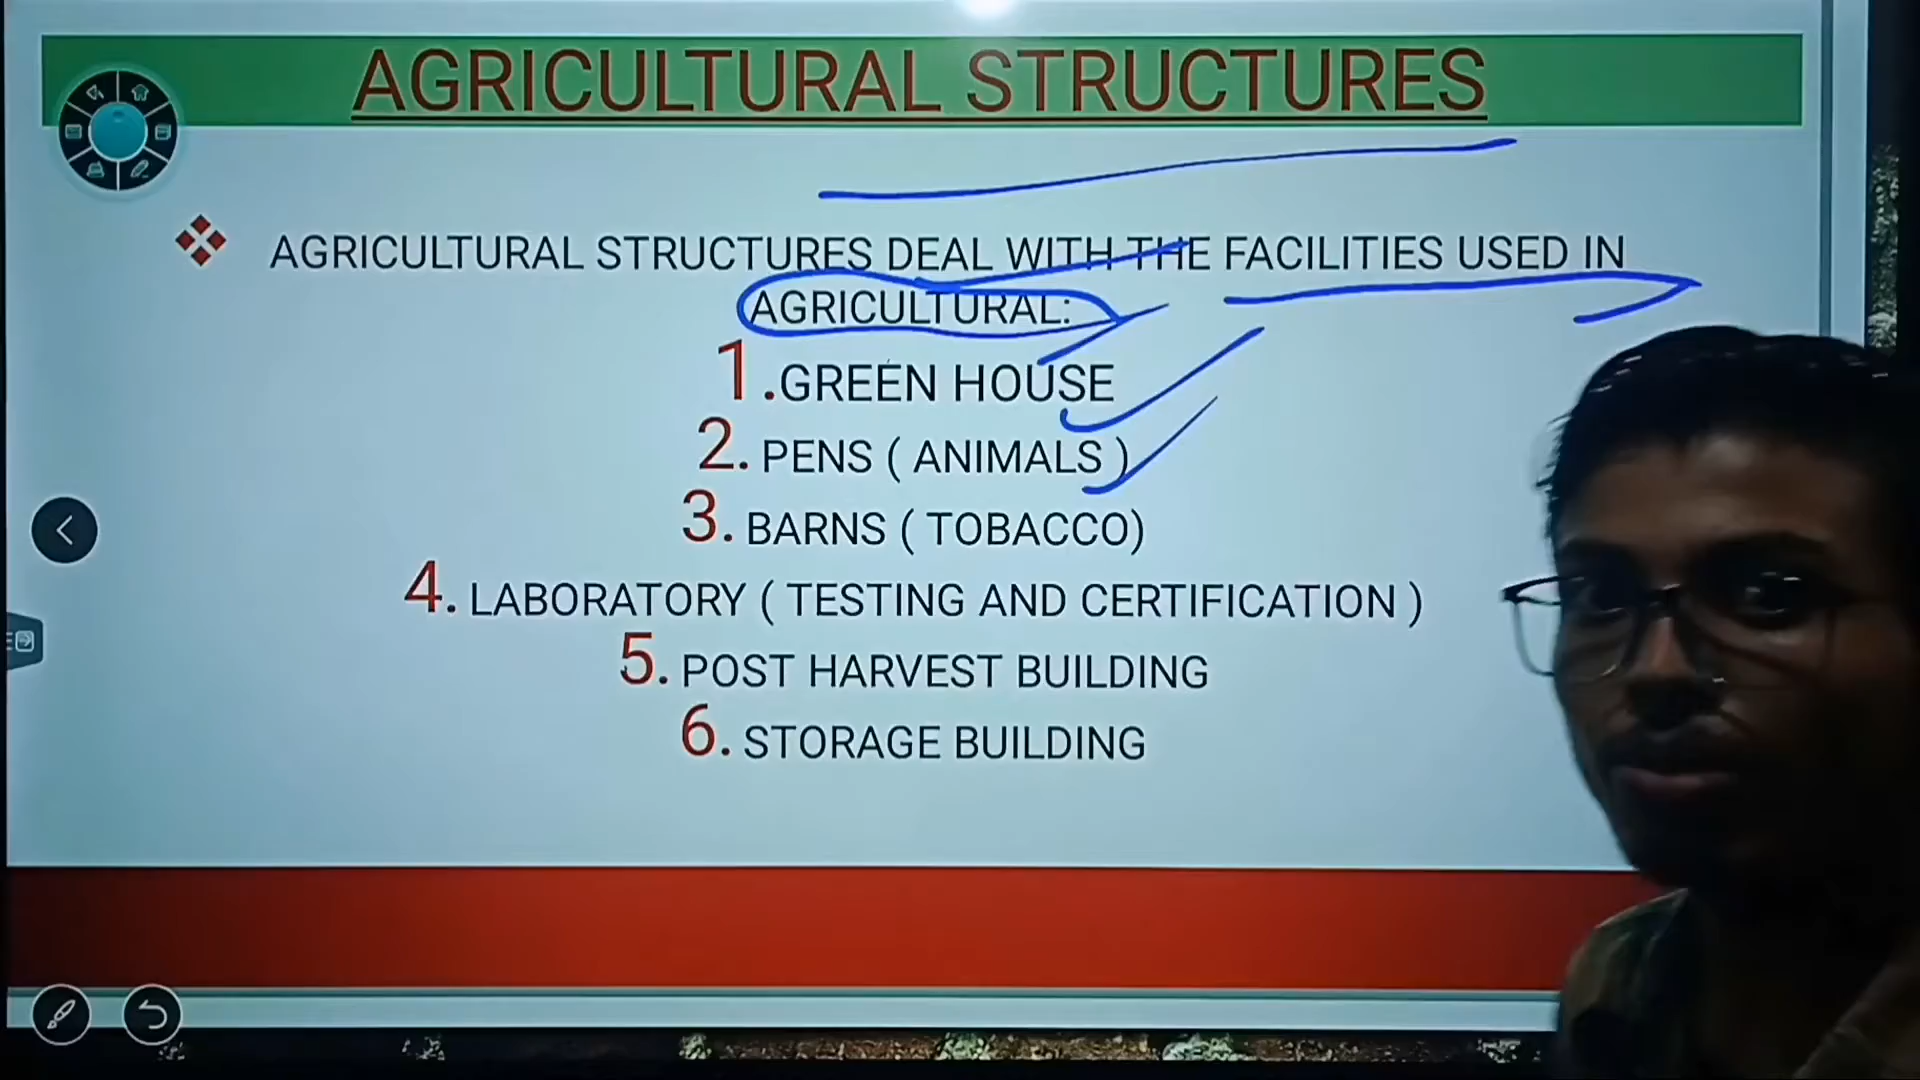 AGRICULTURAL STRUCTURES
AGRICULTURAL STRUCTURES DEAL WITH THE FACILITIES USED IN
AGRICULTURAL:
1.GREEN HOUSE
2. PENS ( ANIMALS )
3. BARNS ( TOBACCO)
4. LABORATORY ( TESTING AND CERTIFICATION )
5. POST HARVEST BUILDING
6. STORAGE BUILDING